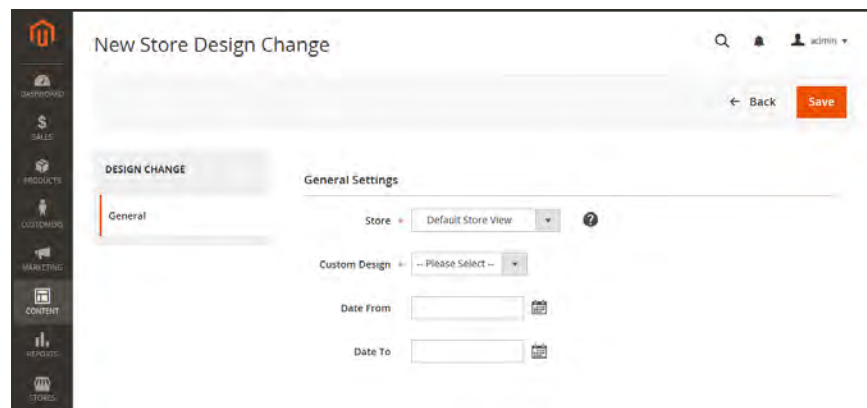 New Store Design Change
admin
← Back
Save
DASHBOARD
SALES
PRODUCTS
CUSTOMERS
MARKETING
CONTENT
REPORTS
STORES
DESIGN CHANGE
General
General Settings
Store *
Default Store View
?
Custom Design *
-- Please Select --
Date From
Date To